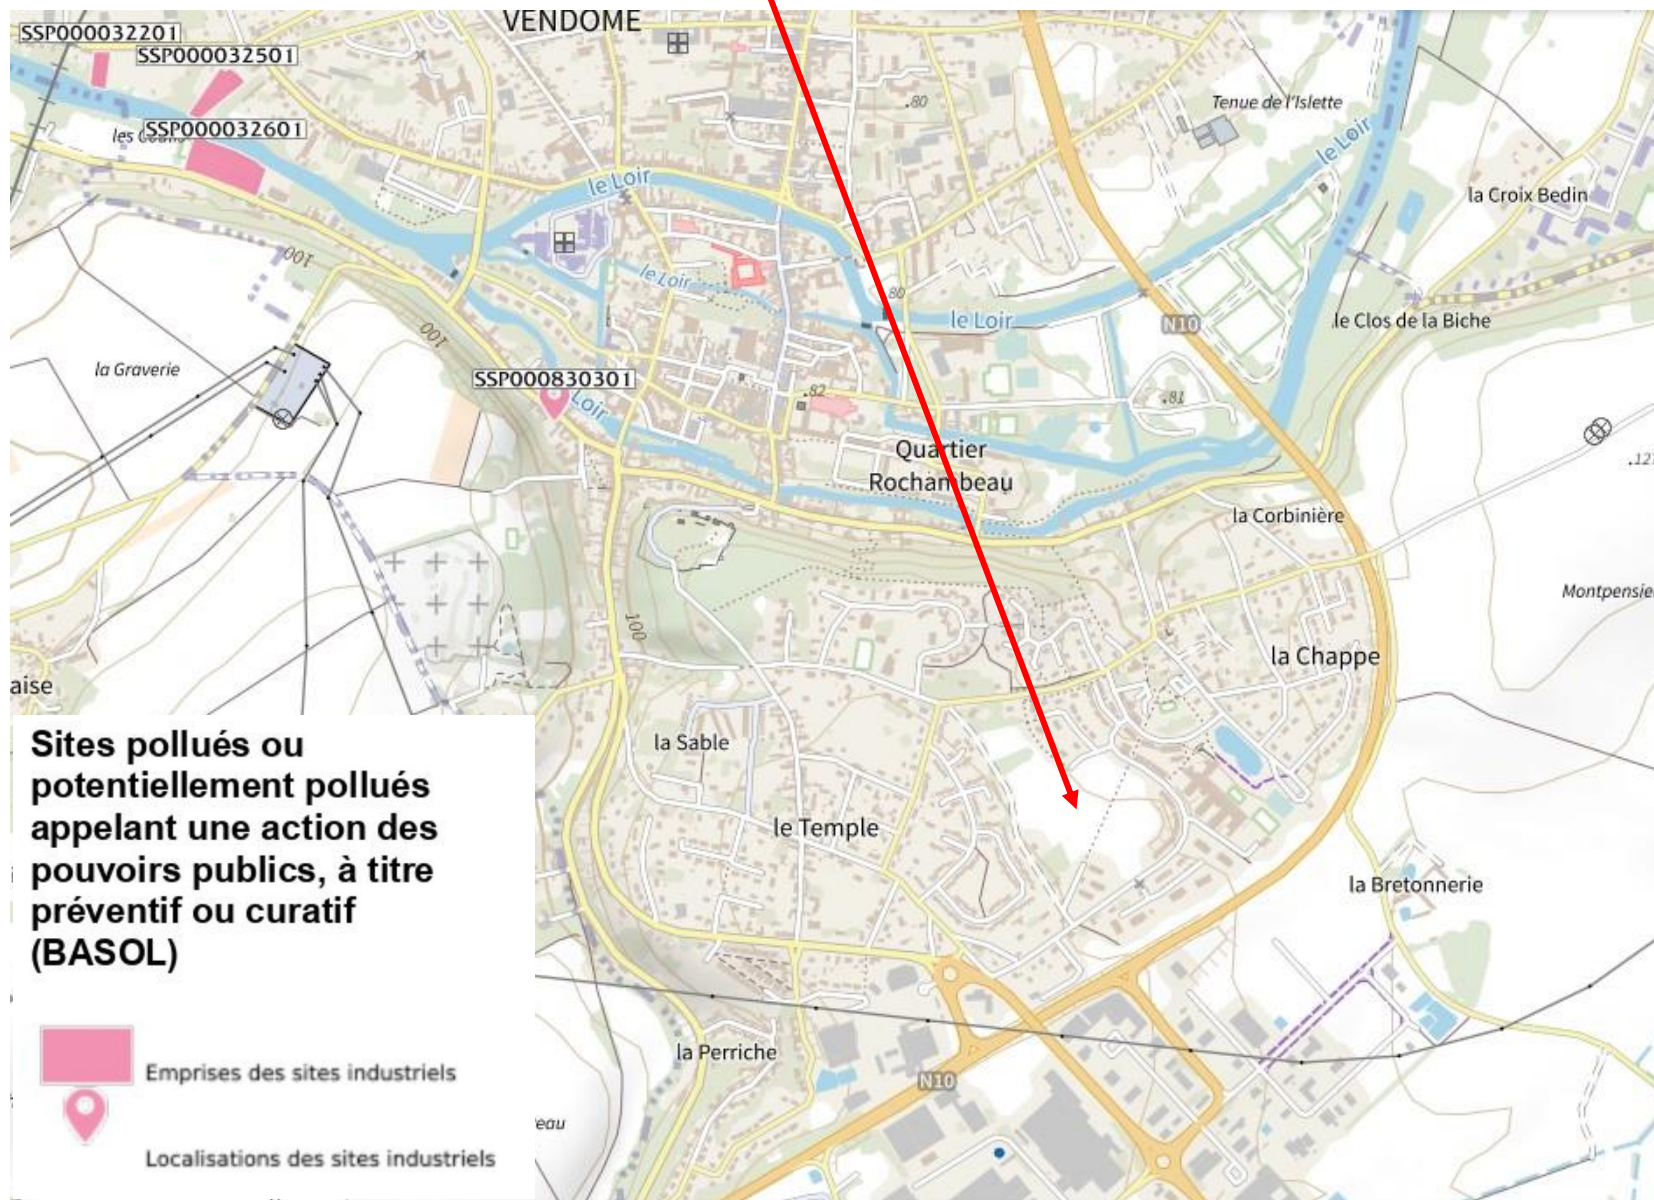 VENDOME
SSP000032201
SSP000032501
.80
Tenue de l'Islette
SSP000032601
le Loir
le Loir
la Croix Bedin
100
le Loir
80
le Loir
N10
le Clos de la Biche
100
la Graverie
SSP000830301
Loir
.82
.81
Quartier
Rochambeau
la Corbinière
100
la Chappe
aise
la Sable
le Temple
la Bretonnerie
la Perriche
N10
eau
Sites pollués ou
potentiellement pollués
appelant une action des
pouvoirs publics, à titre
préventif ou curatif
(BASOL)
Emprises des sites industriels
Localisations des sites industriels